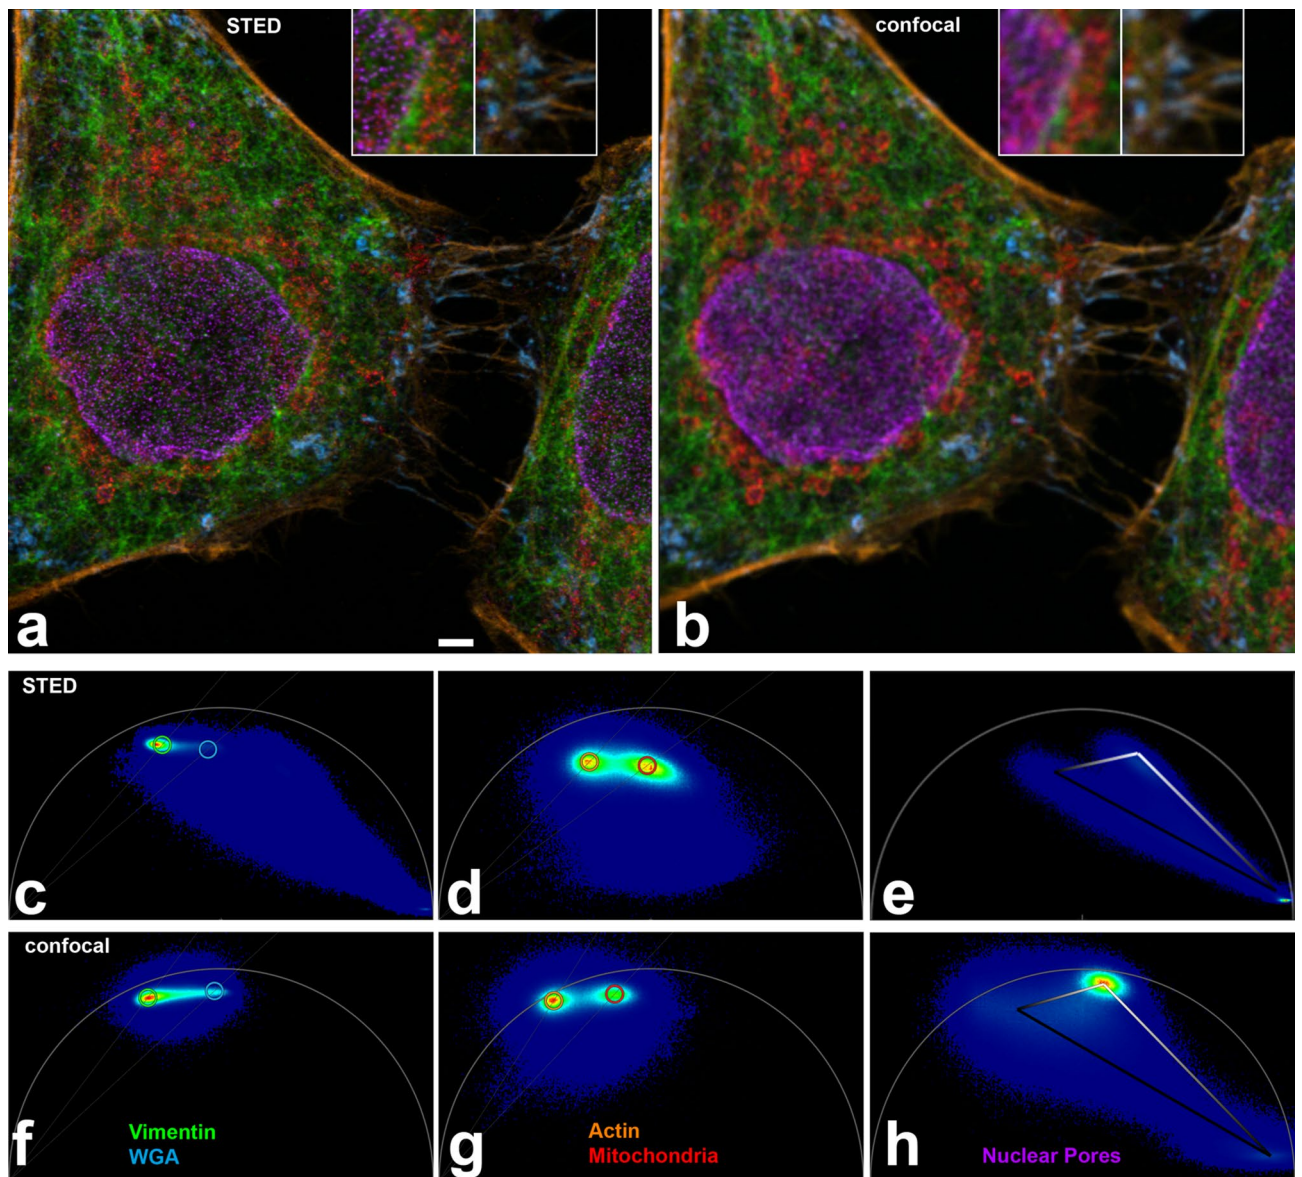 STED
confocal
a
b
STED
c
d
e
confocal
f
Vimentin
WGA
g
Actin
Mitochondria
h
Nuclear Pores